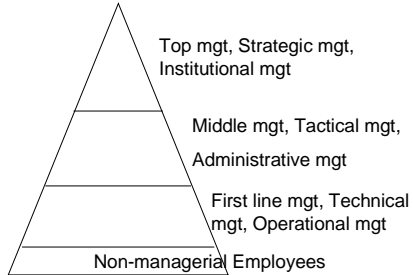 Top mgt, Strategic mgt,
Institutional mgt
Middle mgt, Tactical mgt,
Administrative mgt
First line mgt, Technical
mgt, Operational mgt
Non-managerial Employees